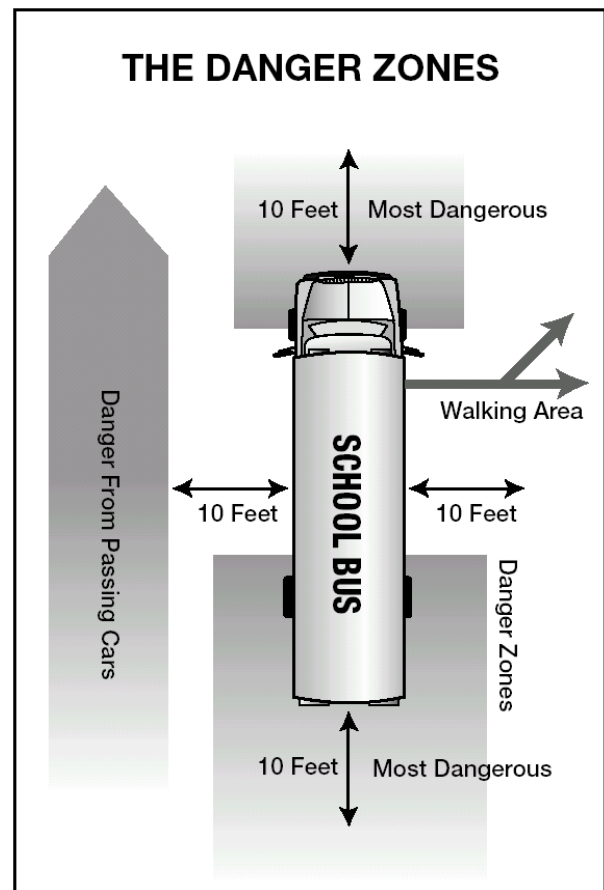 THE DANGER ZONES
10 Feet
Most Dangerous
Walking Area
Danger From Passing Cars
SCHOOL BUS
10 Feet
10 Feet
Danger Zones
10 Feet
Most Dangerous